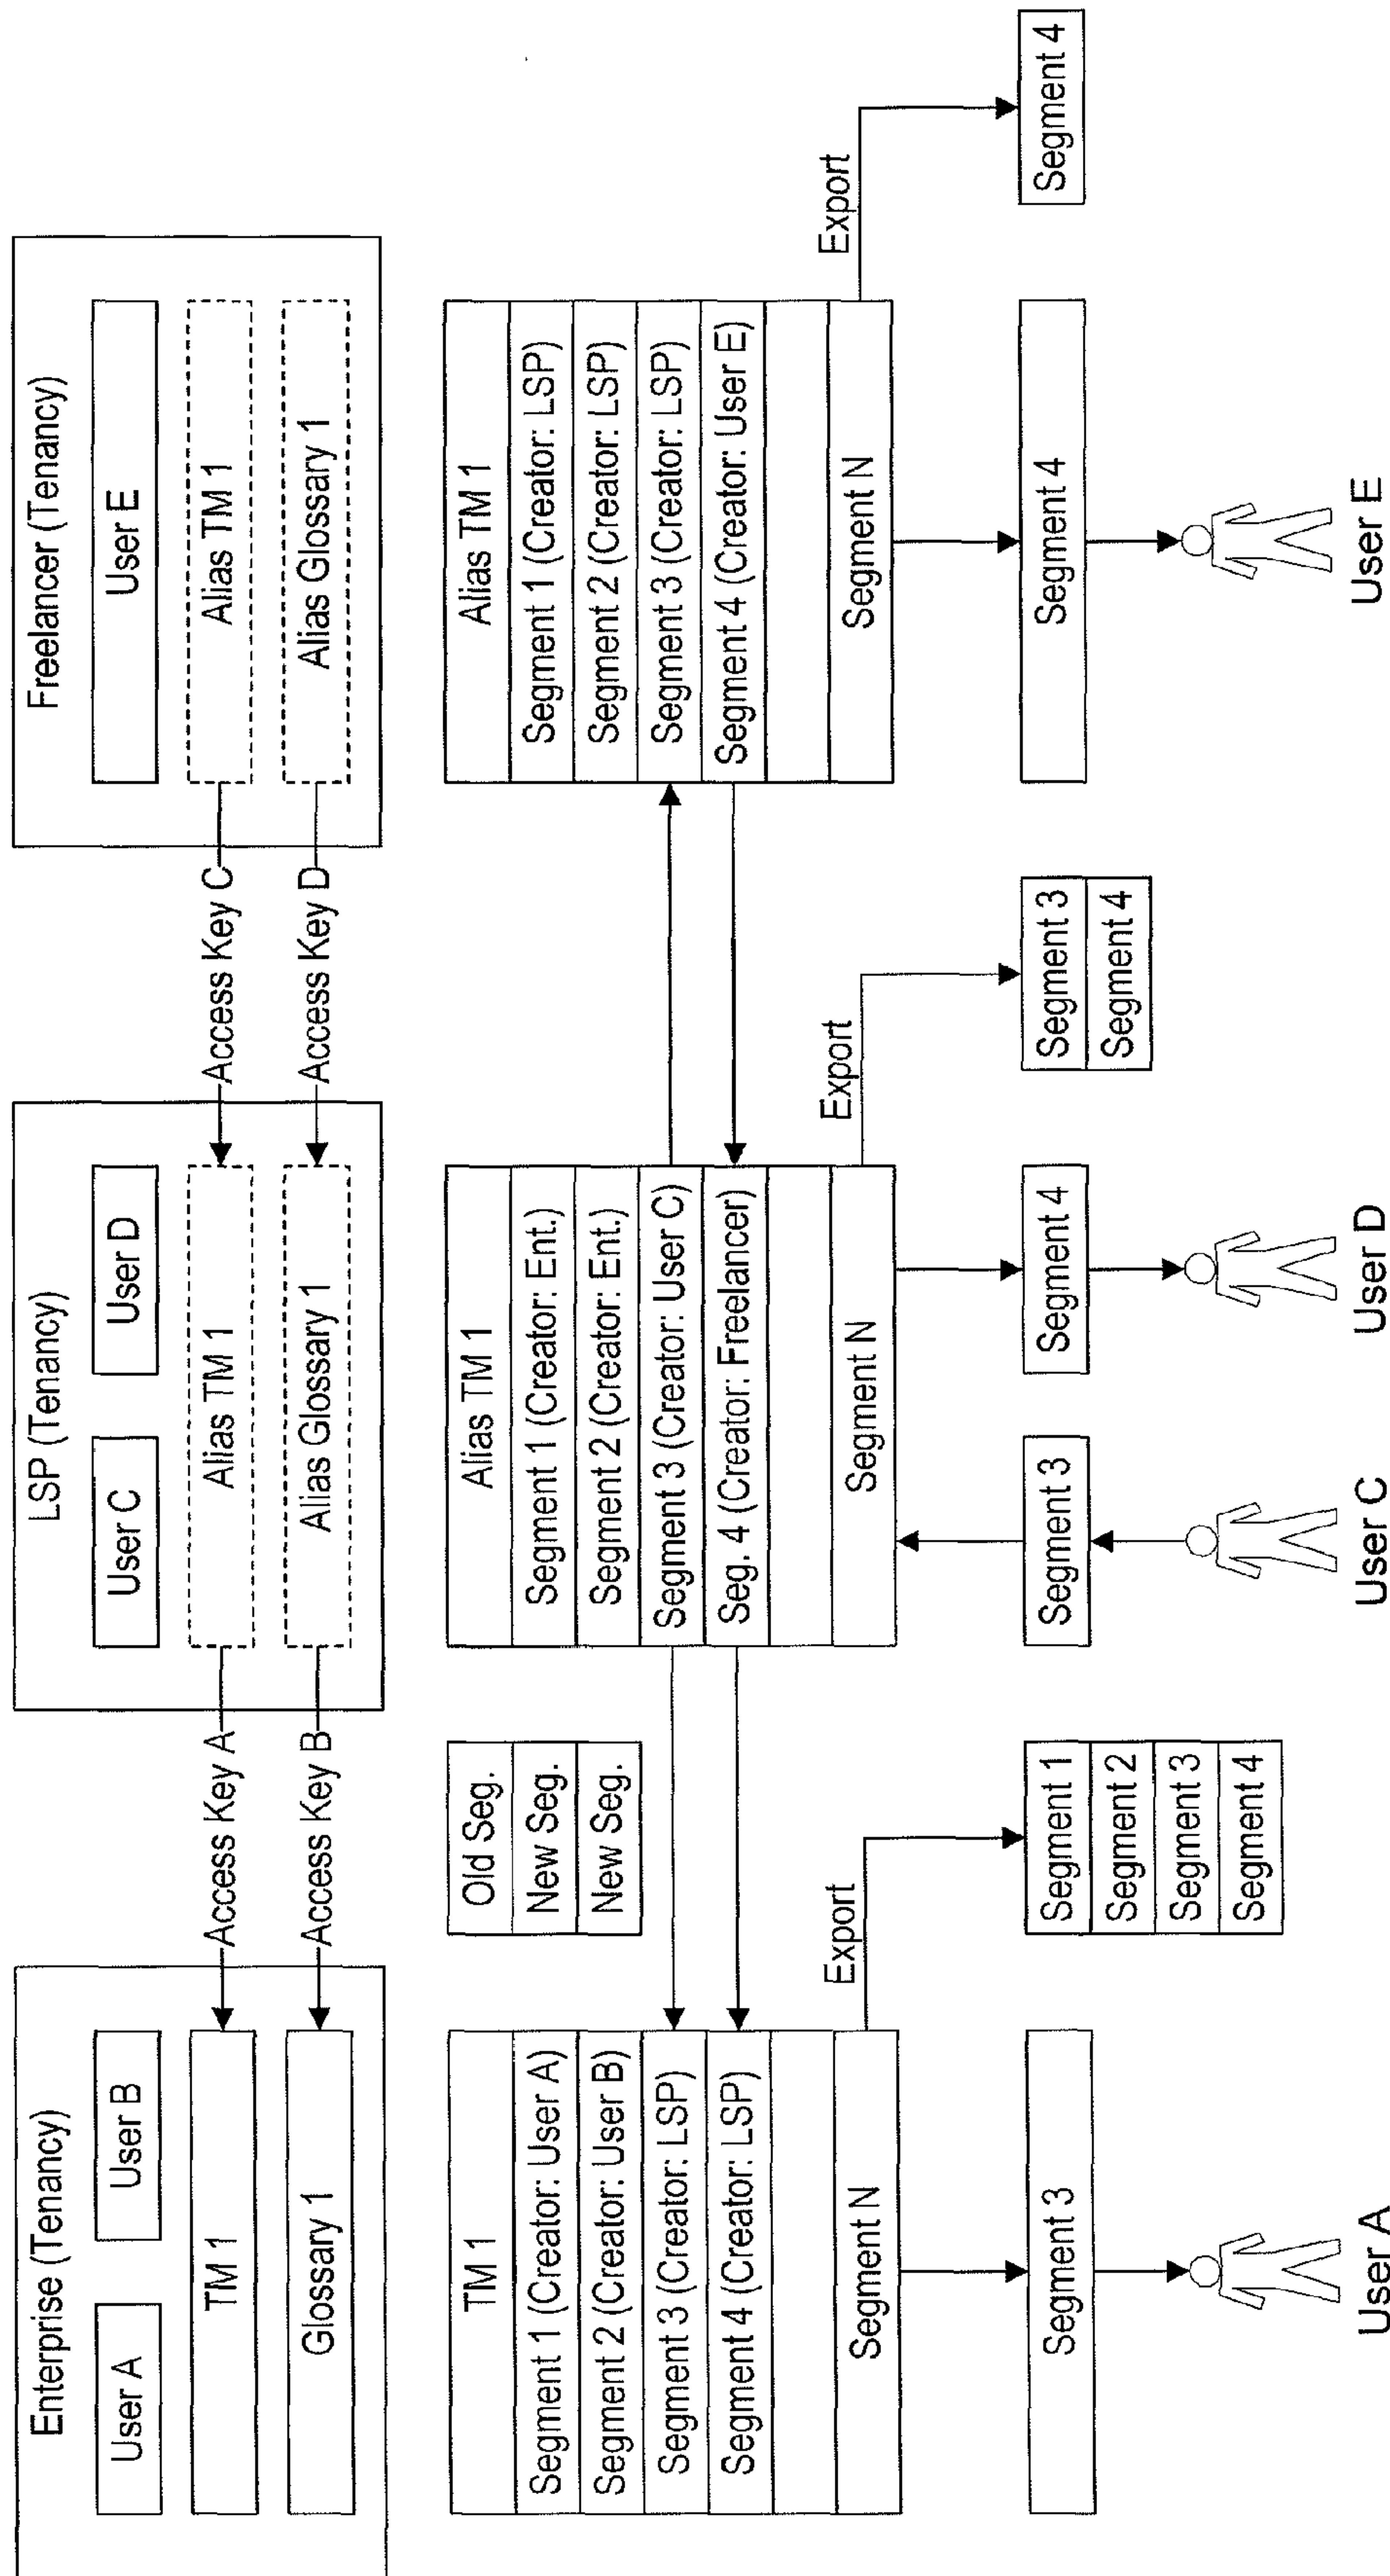 Enterprise (Tenancy)
User A
User B
TM 1
Glossary 1
Access Key A
Access Key B
LSP (Tenancy)
User C
User D
Alias TM 1
Alias Glossary 1
Access Key C
Access Key D
Freelancer (Tenancy)
User E
Alias TM 1
Alias Glossary 1
TM 1
Segment 1 (Creator: User A)
Segment 2 (Creator: User B)
Segment 3 (Creator: LSP)
Segment 4 (Creator: LSP)
Segment N
Old Seg.
New Seg.
New Seg.
Export
Alias TM 1
Segment 1 (Creator: Ent.)
Segment 2 (Creator: Ent.)
Segment 3 (Creator: User C)
Seg. 4 (Creator: Freelancer)
Segment N
Export
Alias TM 1
Segment 1 (Creator: LSP)
Segment 2 (Creator: LSP)
Segment 3 (Creator: LSP)
Segment 4 (Creator: User E)
Segment N
Export
Segment 3
User A
Segment 1
Segment 2
Segment 3
Segment 4
Segment 3
User C
Segment 4
User D
Segment 3
Segment 4
Segment 4
User E
Segment 4